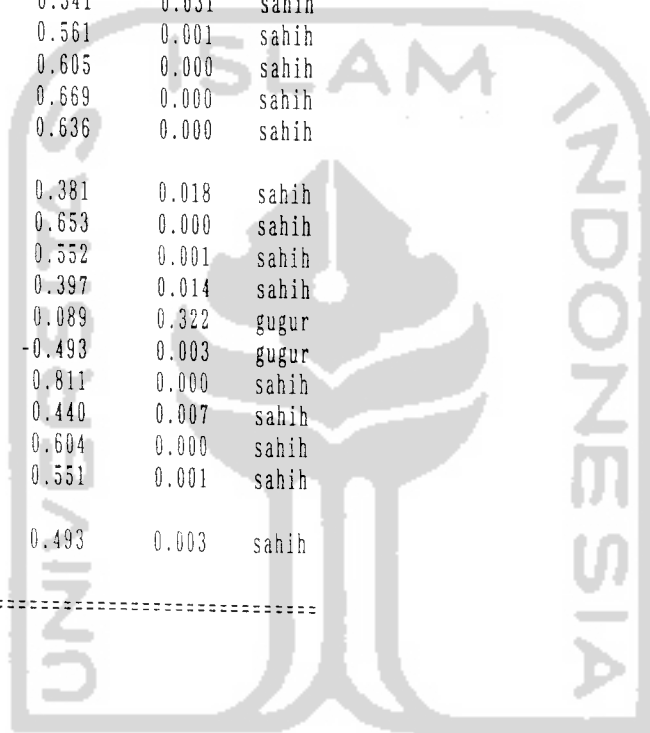 0.561 0.001 sahih
0.605 0.000 sahih
0.669 0.000 sahih
0.636 0.000 sahih
0.381 0.018 sahih
0.653 0.000 sahih
0.552 0.001 sahih
0.397 0.014 sahih
0.089 0.322 gugur
-0.493 0.003 gugur
0.811 0.000 sahih
0.440 0.007 sahih
0.604 0.000 sahih
0.551 0.001 sahih
0.493 0.003 sahih
UNIVERSITAS ISLAM INDONESIA